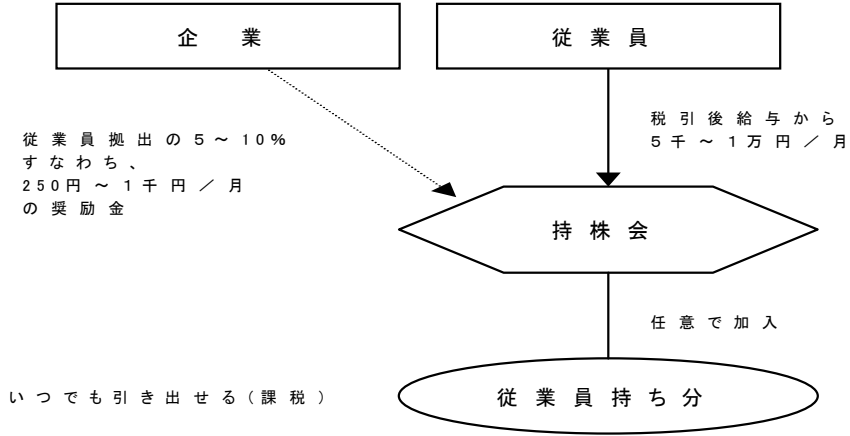 企業
従業員
税引後給与から
5千～1万円／月
従業員拠出の5～10%
すなわち、
250円～1千円／月
の奨励金
持株会
任意で加入
いつでも引き出せる(課税)
従業員持ち分